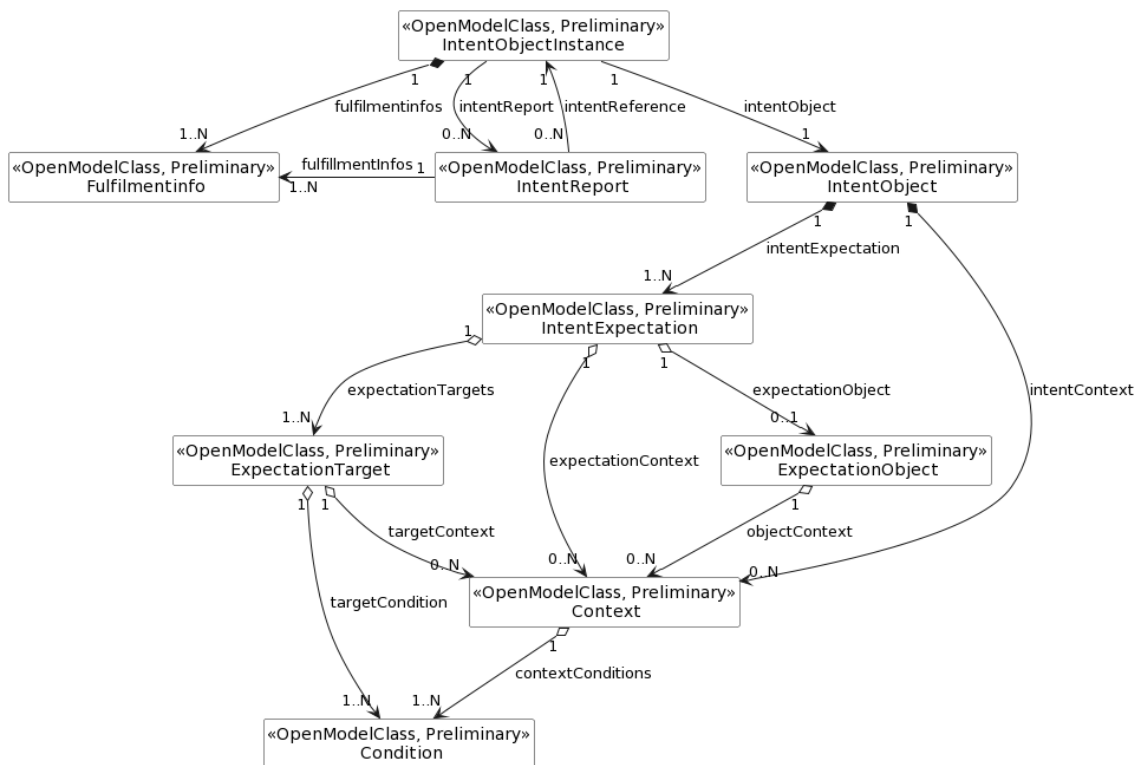 «OpenModelClass, Preliminary»
IntentObjectInstance
1
1
1
1
fulfilmentinfos
intentReport
intentReference
intentObject
1..N
0..N
0..N
1
«OpenModelClass, Preliminary»
Fulfilmentinfo
fulfillmentInfos
1
1..N
«OpenModelClass, Preliminary»
IntentReport
«OpenModelClass, Preliminary»
IntentObject
1
1
intentExpectation
1..N
«OpenModelClass, Preliminary»
IntentExpectation
1
1
1
expectationTargets
expectationObject
intentContext
1..N
0..1
«OpenModelClass, Preliminary»
ExpectationTarget
expectationContext
«OpenModelClass, Preliminary»
ExpectationObject
1
1
1
targetContext
objectContext
0..N
0..N
0..N
0..N
targetCondition
«OpenModelClass, Preliminary»
Context
1
contextConditions
1..N
1..N
«OpenModelClass, Preliminary»
Condition